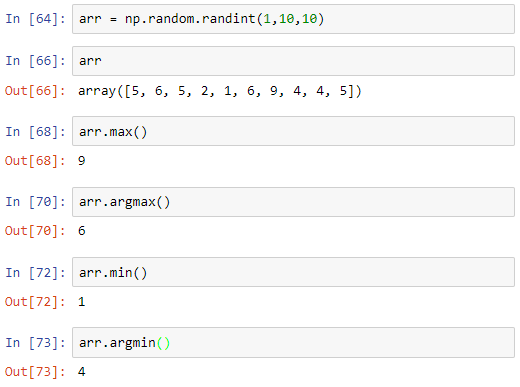 In [64]: arr = np.random.randint(1,10,10)
In [66]: arr
Out[66]: array([5, 6, 5, 2, 1, 6, 9, 4, 4, 5])
In [68]: arr.max()
Out[68]: 9
In [70]: arr.argmax()
Out[70]: 6
In [72]: arr.min()
Out[72]: 1
In [73]: arr.argmin()
Out[73]: 4